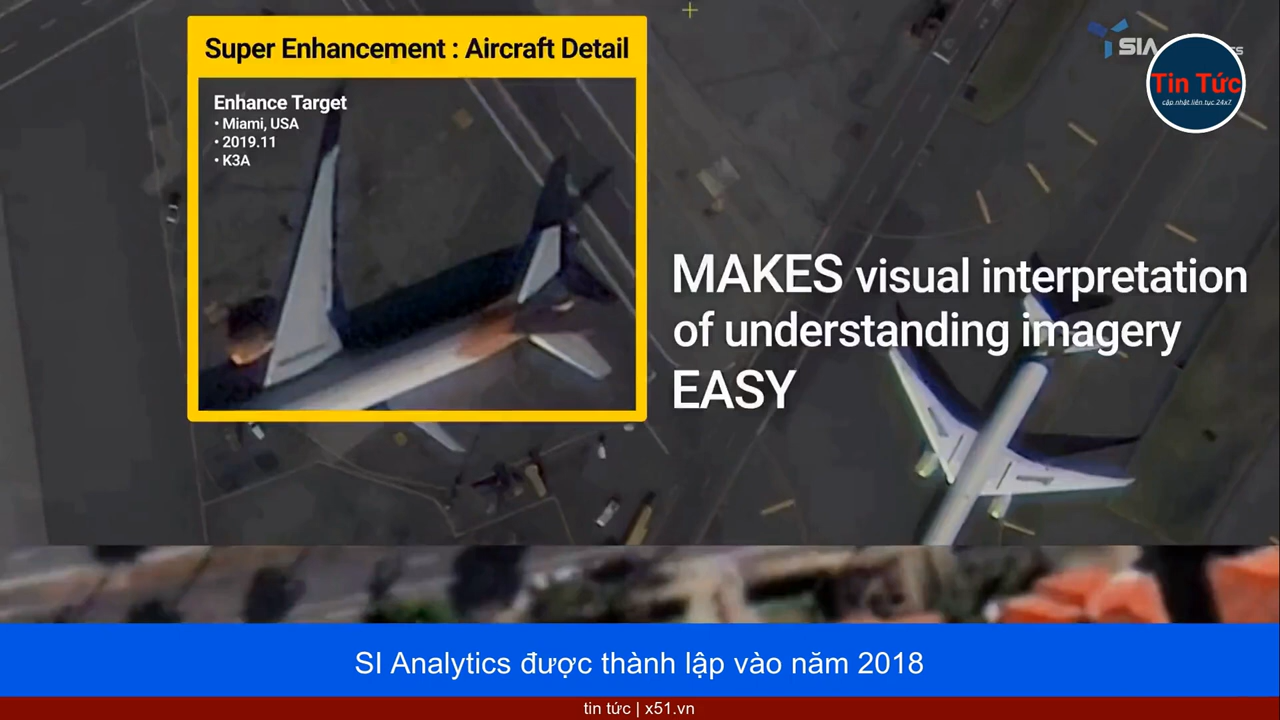 Super Enhancement : Aircraft Detail
Enhance Target
• Miami, USA
• 2019.11
• K3A
SIA
Tin Tức
cập.nhật.liên.tục.24x7
MAKES visual interpretation
of understanding imagery
EASY
SI Analytics được thành lập vào năm 2018
tin tức | x51.vn